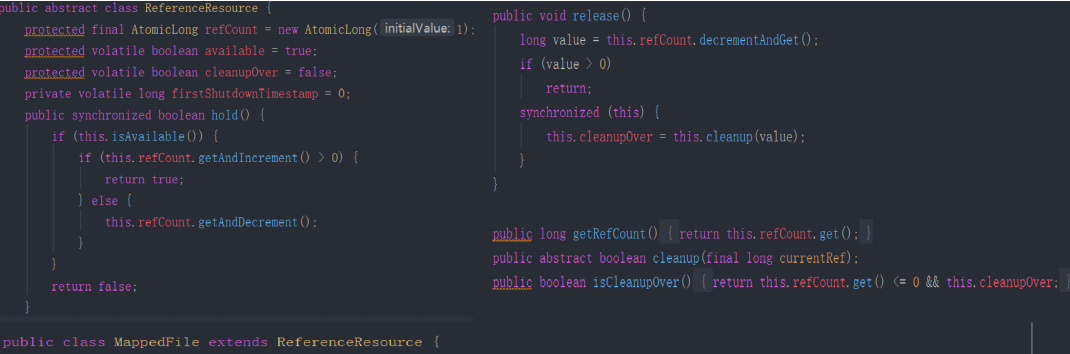 public abstract class ReferenceResource {
protected final AtomicLong refCount = new AtomicLong( initialValue: 1);
protected volatile boolean available = true;
protected volatile boolean cleanupOver = false;
private volatile long firstShutdownTimestamp = 0;
public synchronized boolean hold() {
if (this.isAvailable()) {
if (this.refCount.getAndIncrement() > 0) {
return true;
} else {
this.refCount.getAndDecrement();
}
}
return false;
}
public class MappedFile extends ReferenceResource {
public void release() {
long value = this.refCount.decrementAndGet();
if (value > 0)
return;
synchronized (this) {
this.cleanupOver = this.cleanup(value);
}
}
public long getRefCount() { return this.refCount.get(); }
public abstract boolean cleanup(final long currentRef);
public boolean isCleanupOver() { return this.refCount.get() <= 0 && this.cleanupOver; }